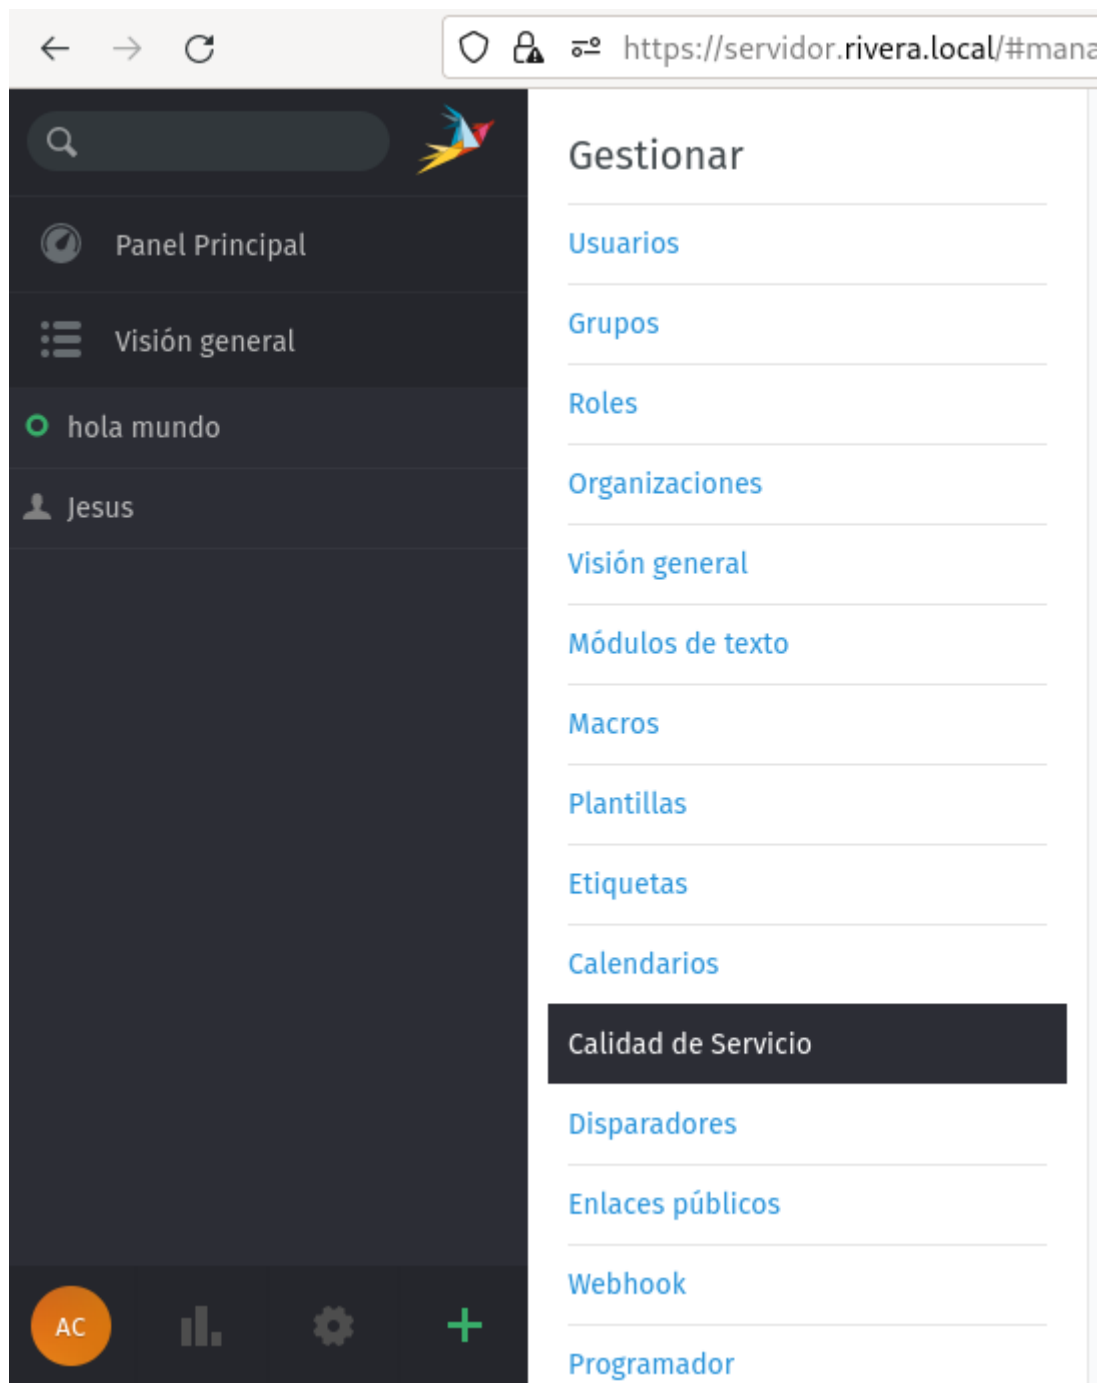 https://servidor.rivera.local/#mana
Panel Principal
Visión general
hola mundo
Jesus
AC
Gestionar
Usuarios
Grupos
Roles
Organizaciones
Visión general
Módulos de texto
Macros
Plantillas
Etiquetas
Calendarios
Calidad de Servicio
Disparadores
Enlaces públicos
Webhook
Programador